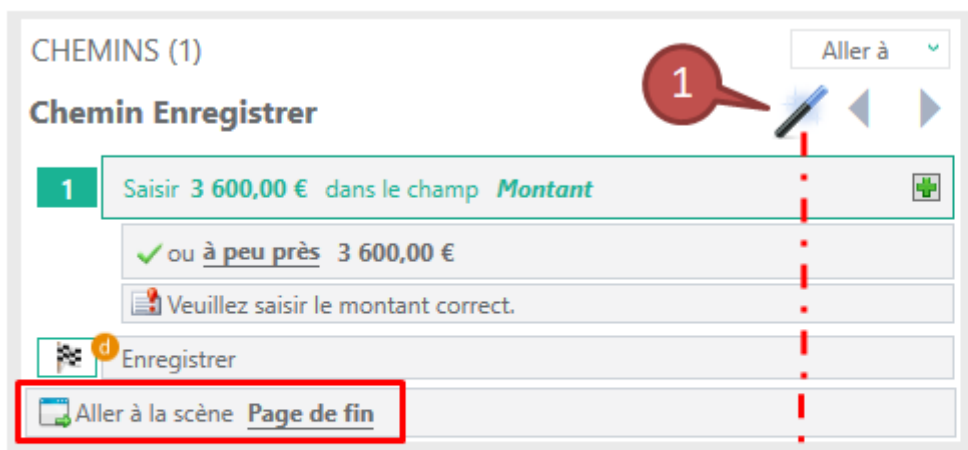 CHEMINS (1)
Aller à
1
Chemin Enregistrer
1 Saisir 3 600,00 € dans le champ Montant
ou à peu près 3 600,00 €
Veuillez saisir le montant correct.
d Enregistrer
Aller à la scène Page de fin